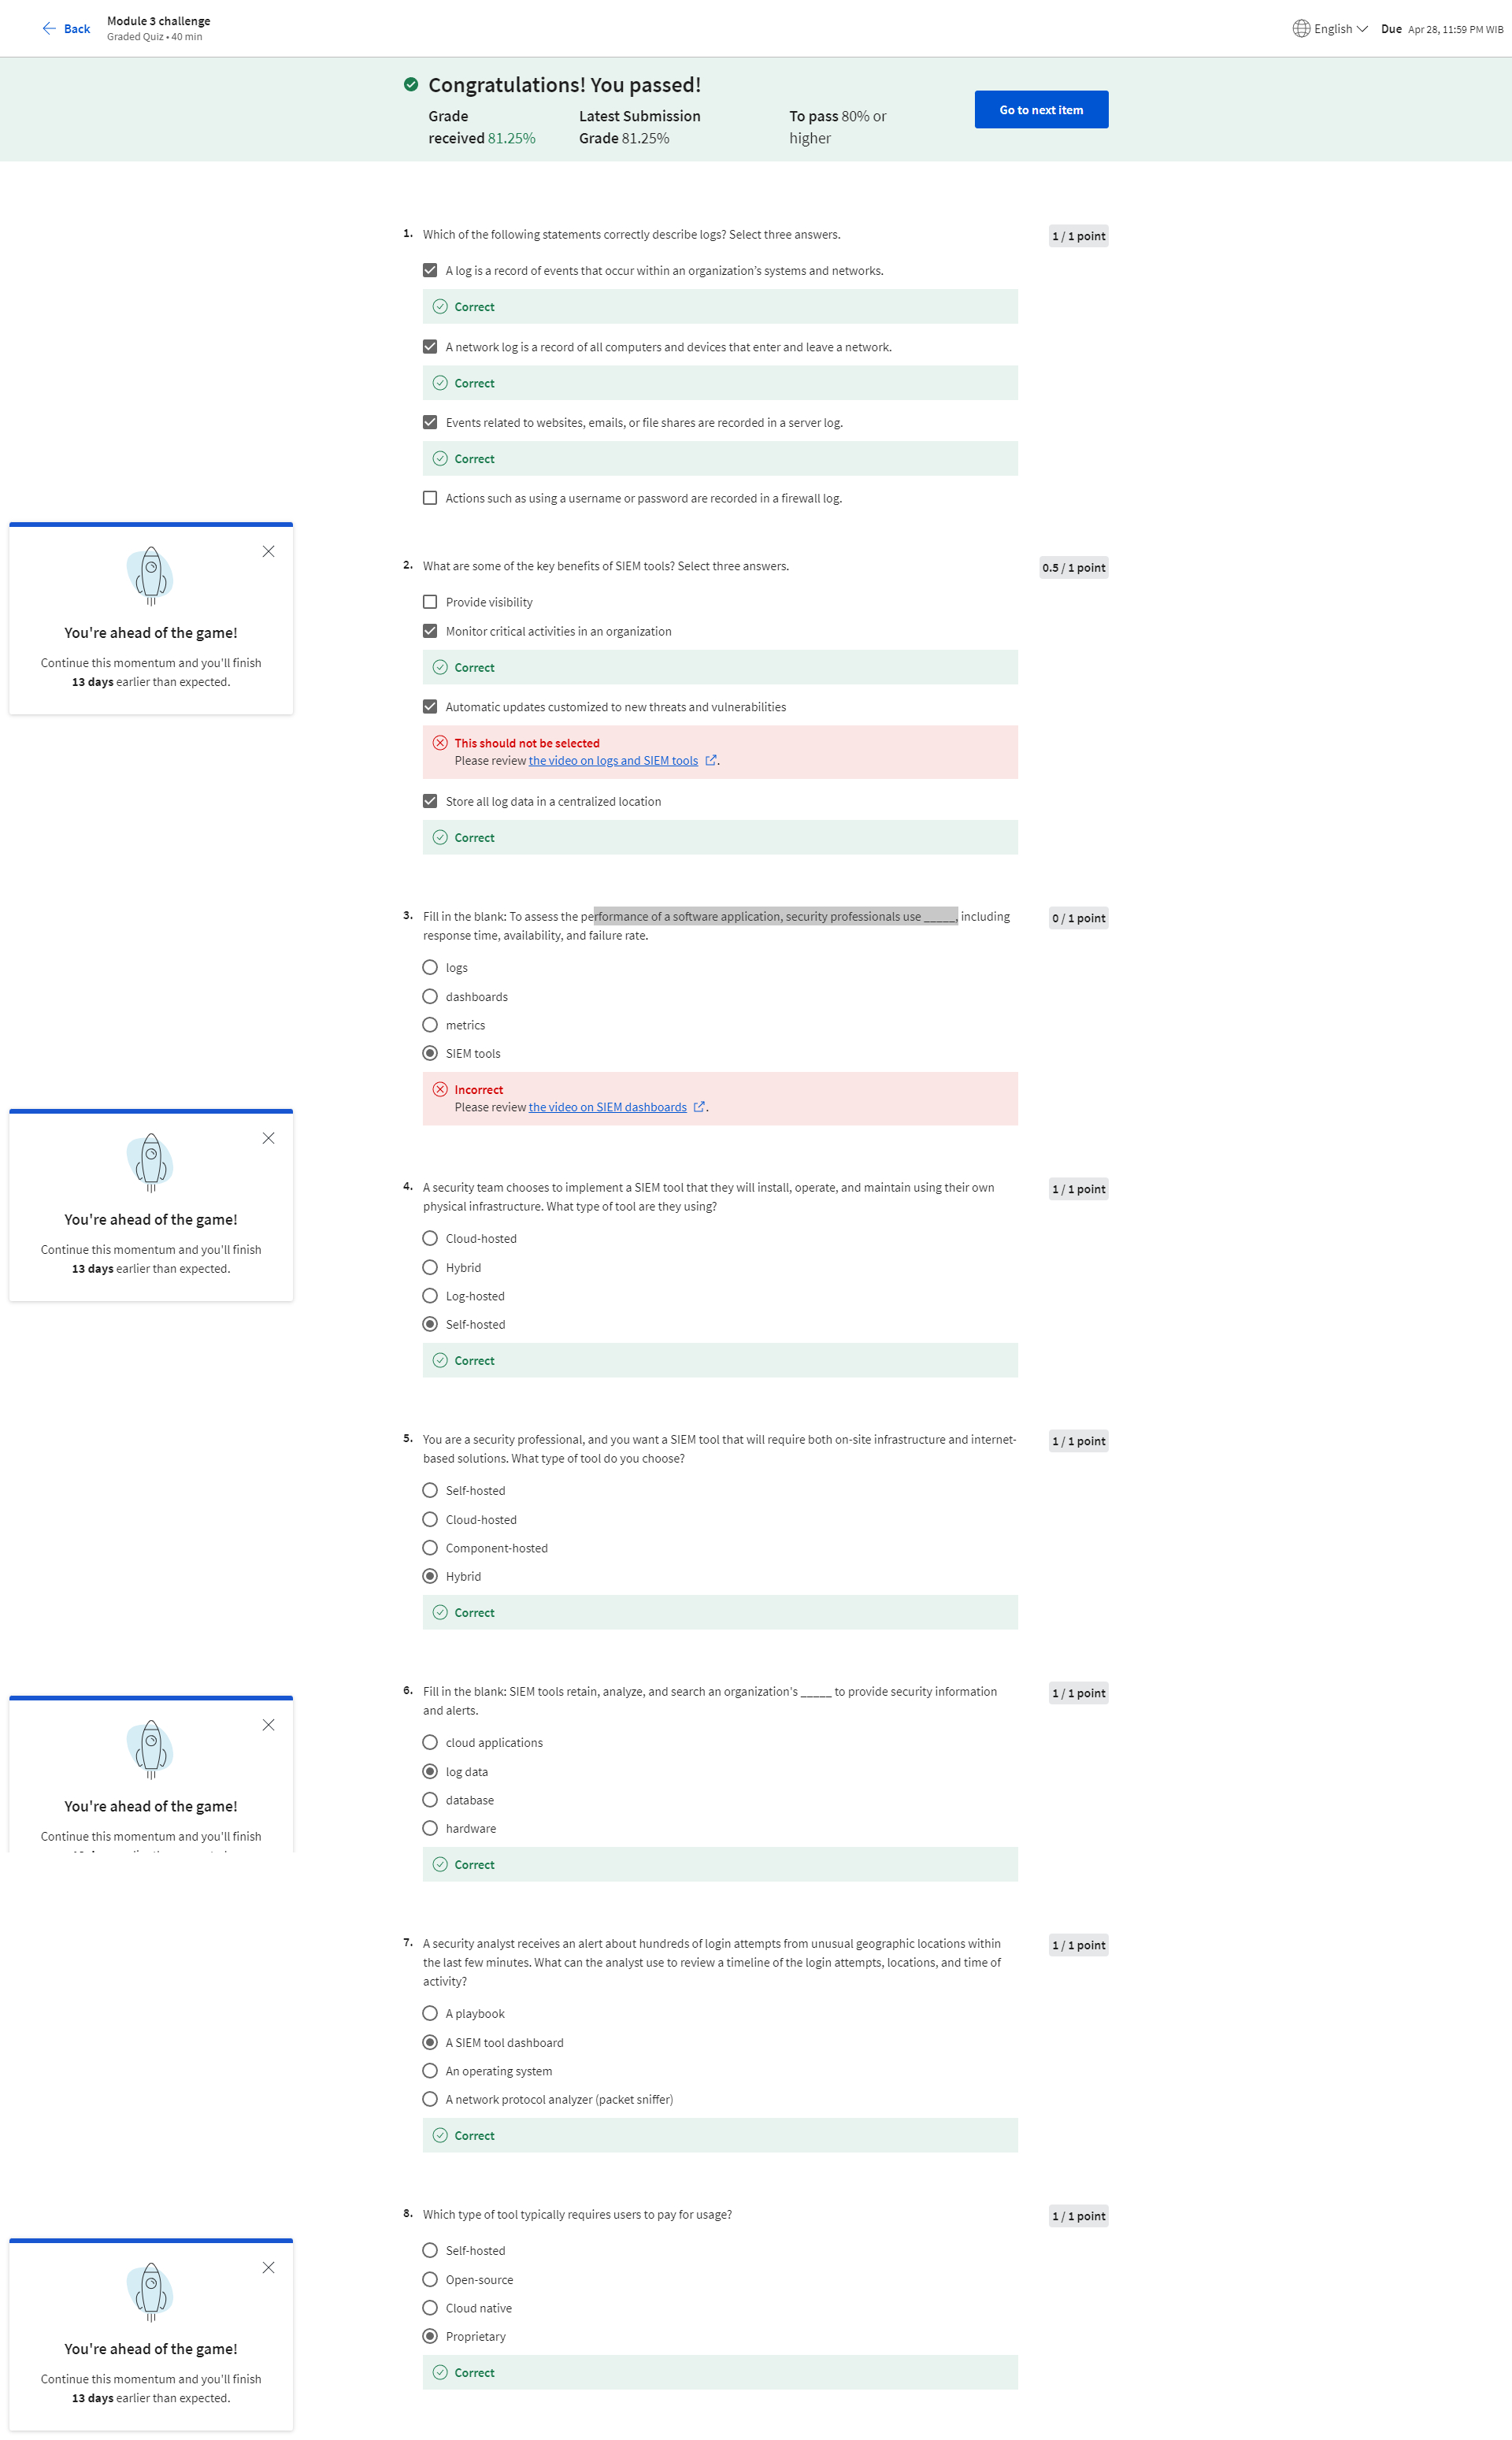 Back
Module 3 challenge
Graded Quiz • 40 min
English
Due Apr 28, 11:59 PM WIB
Congratulations! You passed!
Grade
received 81.25%
Latest Submission
Grade 81.25%
To pass 80% or
higher
Go to next item
1. Which of the following statements correctly describe logs? Select three answers.
1 / 1 point
A log is a record of events that occur within an organization's systems and networks.
Correct
A network log is a record of all computers and devices that enter and leave a network.
Correct
Events related to websites, emails, or file shares are recorded in a server log.
Correct
Actions such as using a username or password are recorded in a firewall log.
You're ahead of the game!
Continue this momentum and you'll finish
13 days earlier than expected.
2. What are some of the key benefits of SIEM tools? Select three answers.
0.5 / 1 point
Provide visibility
Monitor critical activities in an organization
Correct
Automatic updates customized to new threats and vulnerabilities
This should not be selected
Please review the video on logs and SIEM tools .
Store all log data in a centralized location
Correct
3. Fill in the blank: To assess the performance of a software application, security professionals use _____, including
response time, availability, and failure rate.
0 / 1 point
logs
dashboards
metrics
SIEM tools
Incorrect
Please review the video on SIEM dashboards .
You're ahead of the game!
Continue this momentum and you'll finish
13 days earlier than expected.
4. A security team chooses to implement a SIEM tool that they will install, operate, and maintain using their own
physical infrastructure. What type of tool are they using?
1 / 1 point
Cloud-hosted
Hybrid
Log-hosted
Self-hosted
Correct
5. You are a security professional, and you want a SIEM tool that will require both on-site infrastructure and internet-
based solutions. What type of tool do you choose?
1 / 1 point
Self-hosted
Cloud-hosted
Component-hosted
Hybrid
Correct
6. Fill in the blank: SIEM tools retain, analyze, and search an organization's _____ to provide security information
and alerts.
1 / 1 point
cloud applications
log data
database
hardware
Correct
You're ahead of the game!
Continue this momentum and you'll finish
7. A security analyst receives an alert about hundreds of login attempts from unusual geographic locations within
the last few minutes. What can the analyst use to review a timeline of the login attempts, locations, and time of
activity?
1 / 1 point
A playbook
A SIEM tool dashboard
An operating system
A network protocol analyzer (packet sniffer)
Correct
8. Which type of tool typically requires users to pay for usage?
1 / 1 point
Self-hosted
Open-source
Cloud native
Proprietary
Correct
You're ahead of the game!
Continue this momentum and you'll finish
13 days earlier than expected.